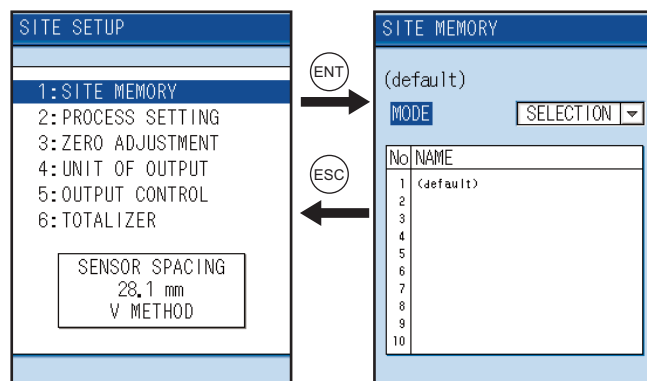 SITE SETUP
1:SITE MEMORY
2:PROCESS SETTING
3:ZERO ADJUSTMENT
4:UNIT OF OUTPUT
5:OUTPUT CONTROL
6:TOTALIZER
SENSOR SPACING
28.1 mm
V METHOD
ENT
ESC
SITE MEMORY
(default)
MODE SELECTION
No NAME
1 (default)
2
3
4
5
6
7
8
9
10